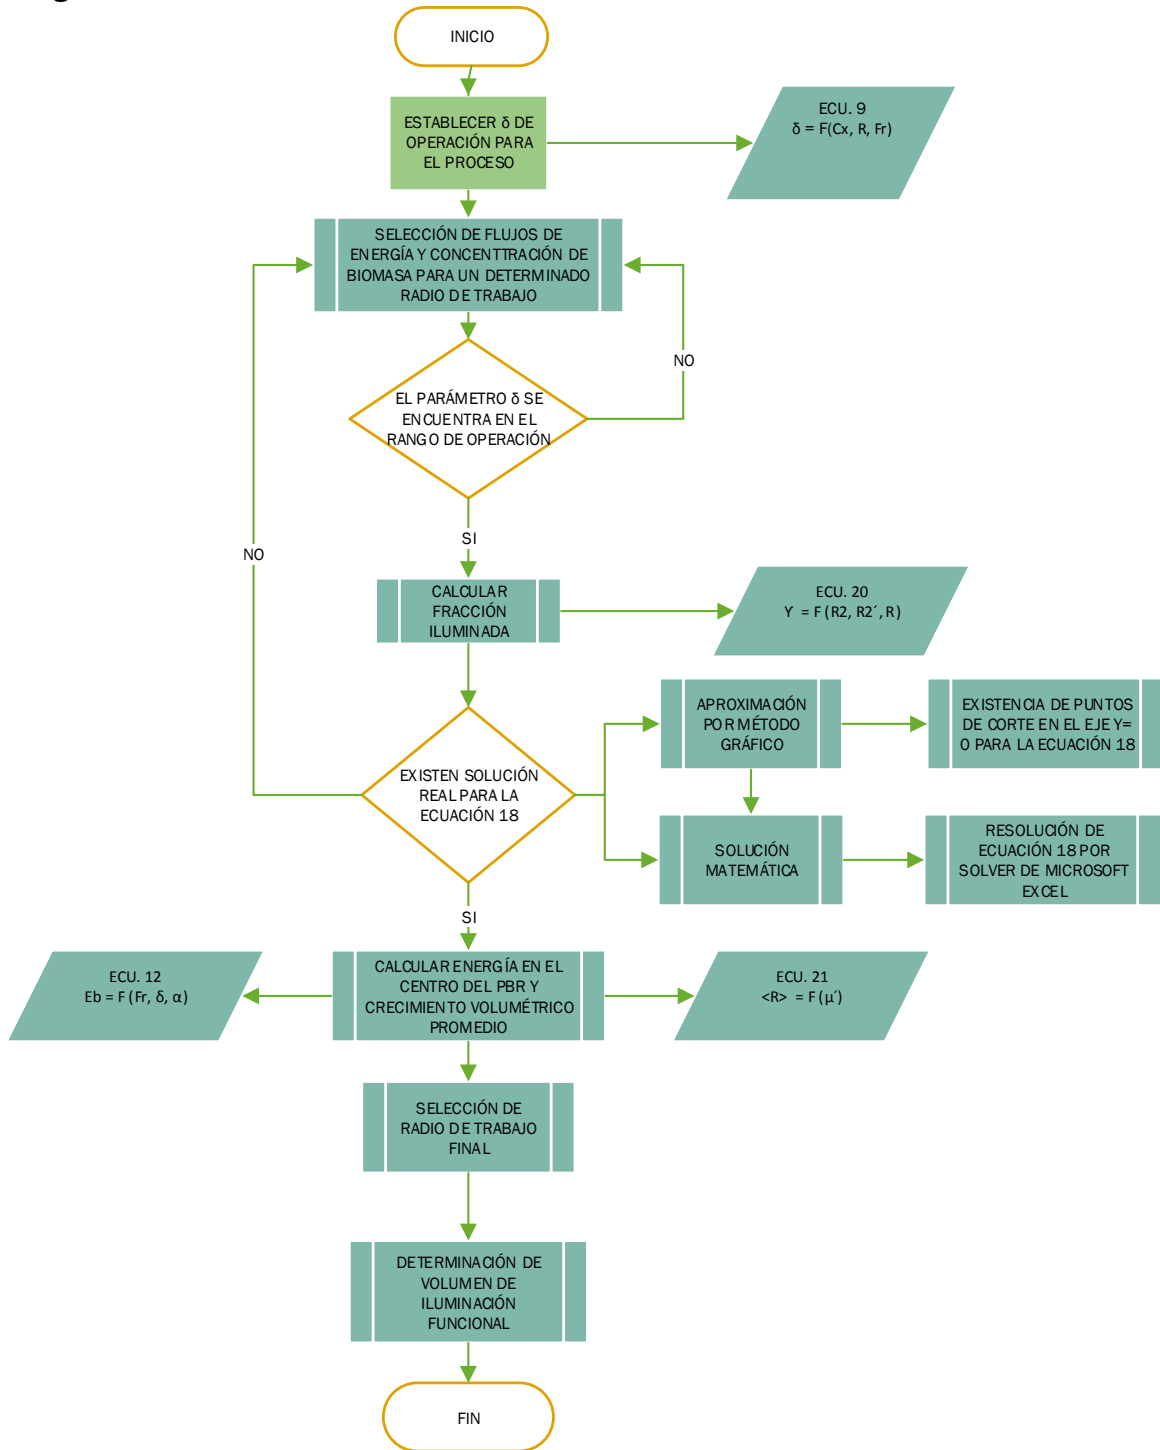 INICIO
ESTABLECER δ DE
OPERACIÓN PARA
EL PROCESO
ECU. 9
δ = F(Cx, R, Fr)
SELECCIÓN DE FLUJOS DE
ENERGÍA Y CONCENTTRACIÓN DE
BIOMASA PARA UN DETERMINADO
RADIO DE TRABAJO
NO
EL PARÁMETRO δ SE
ENCUENTRA EN EL
RANGO DE OPERACIÓN
SI
NO
CALCULAR
FRACCIÓN
ILUMINADA
ECU. 20
Y = F (R2, R2´, R)
APROXIMACIÓN
POR MÉTODO
GRÁFICO
EXISTENCIA DE PUNTOS
DE CORTE EN EL EJE Y=
0 PARA LA ECUACIÓN 18
EXISTEN SOLUCIÓN
REAL PARA LA
ECUACIÓN 18
SOLUCIÓN
MATEMÁTICA
RESOLUCIÓN DE
ECUACIÓN 18 POR
SOLVER DE MICROSOFT
EXCEL
SI
ECU. 12
Eb = F (Fr, δ, α)
CALCULAR ENERGÍA EN EL
CENTRO DEL PBR Y
CRECIMIENTO VOLUMÉTRICO
PROMEDIO
ECU. 21
<R> = F (µ´)
SELECCIÓN DE
RADIO DE TRABAJO
FINAL
DETERMINACIÓN DE
VOLUMEN DE
ILUMINACIÓN
FUNCIONAL
FIN